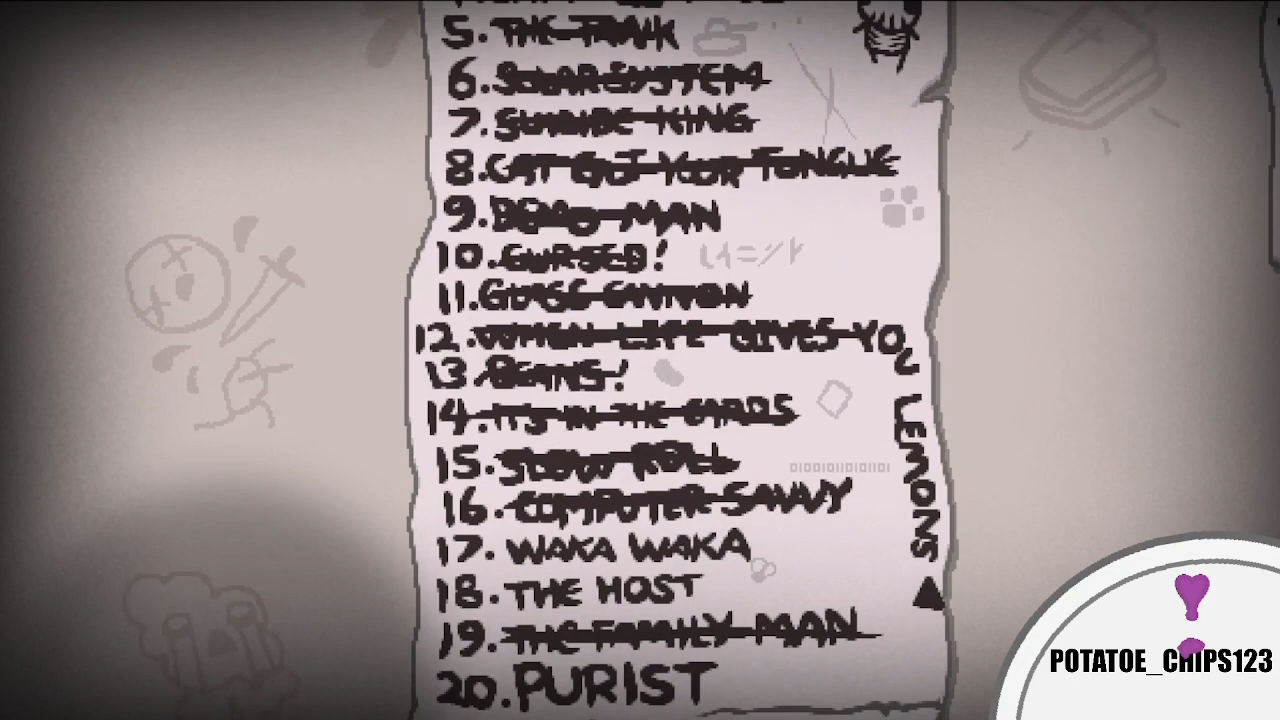 5. THE TANK
6. SOLAR SYSTEM
7. SUICIDE KING
8. CAT GOT YOUR TONGUE
9. DEMO MAN
10. CURSED!
11. GLASS CANNON
12. WHEN LIFE GIVES YOU LEMONS
13. BEANS!
14. ITS IN THE CARDS
15. SLOW ROLL
16. COMPUTER SAVVY
17. WAKA WAKA
18. THE HOST
19. THE FAMILY MAN
20. PURIST
010010110101101
POTATOE_CHIPS123